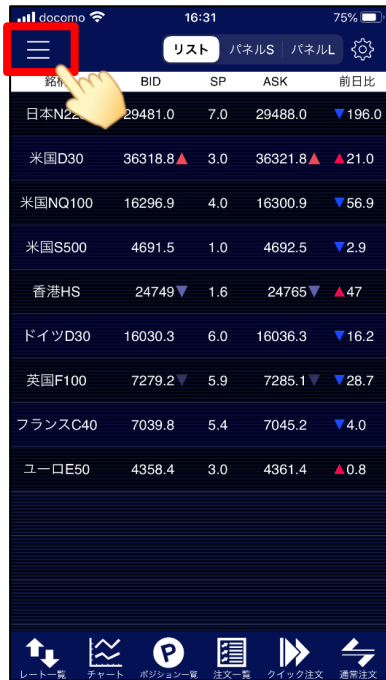 docomo 16:31 75%
リスト パネルS パネルL
銘柄 BID SP ASK 前日比
日本N22 29481.0 7.0 29488.0 ▼196.0
米国D30 36318.8▲ 3.0 36321.8▲ ▲21.0
米国NQ100 16296.9 4.0 16300.9 ▼56.9
米国S500 4691.5 1.0 4692.5 ▼2.9
香港HS 24749▼ 1.6 24765▼ ▲47
ドイツD30 16030.3 6.0 16036.3 ▼16.2
英国F100 7279.2▼ 5.9 7285.1▼ ▼28.7
フランスC40 7039.8 5.4 7045.2 ▼4.0
ユーロE50 4358.4 3.0 4361.4 ▲0.8
P
レート一覧 チャート ポジション一覧 注文一覧 クイック注文 通常注文